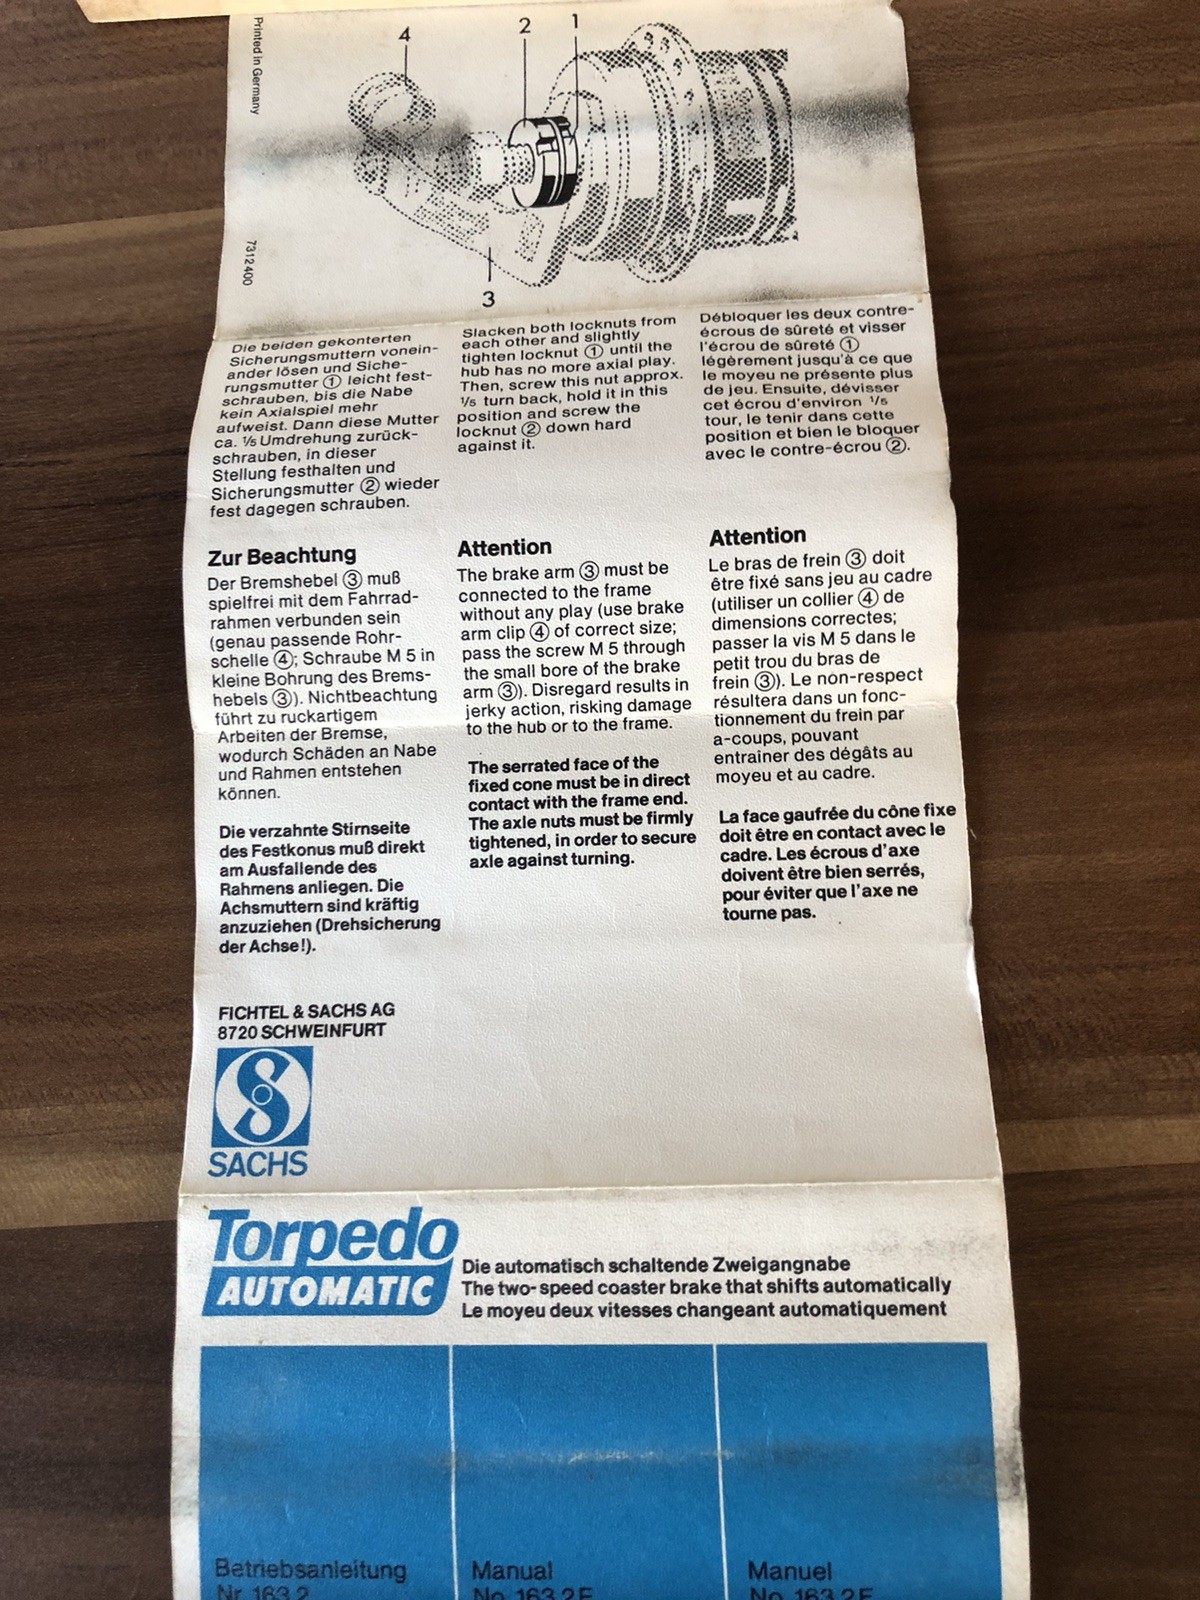 Printed in Germany
7312400
4
2
1
3
Die beiden gekonterten
Sicherungsmuttern vonein-
ander lösen und Siche-
rungsmutter ① leicht fest-
schrauben, bis die Nabe
kein Axialspiel mehr
aufweist. Dann diese Mutter
ca. ⅕ Umdrehung zurück-
schrauben, in dieser
Stellung festhalten und
Sicherungsmutter ② wieder
fest dagegen schrauben.
Zur Beachtung
Der Bremshebel ③ muß
spielfrei mit dem Fahrrad-
rahmen verbunden sein
(genau passende Rohr-
schelle ④; Schraube M 5 in
kleine Bohrung des Brems-
hebels ③). Nichtbeachtung
führt zu ruckartigem
Arbeiten der Bremse,
wodurch Schäden an Nabe
und Rahmen entstehen
können.
Die verzahnte Stirnseite
des Festkonus muß direkt
am Ausfallende des
Rahmens anliegen. Die
Achsmuttern sind kräftig
anzuziehen (Drehsicherung
der Achse!).
Slacken both locknuts from
each other and slightly
tighten locknut ① until the
hub has no more axial play.
Then, screw this nut approx.
⅕ turn back, hold it in this
position and screw the
locknut ② down hard
against it.
Attention
The brake arm ③ must be
connected to the frame
without any play (use brake
arm clip ④ of correct size;
pass the screw M 5 through
the small bore of the brake
arm ③). Disregard results in
jerky action, risking damage
to the hub or to the frame.
The serrated face of the
fixed cone must be in direct
contact with the frame end.
The axle nuts must be firmly
tightened, in order to secure
axle against turning.
Débloquer les deux contre-
écrous de sûreté et visser
l'écrou de sûreté ①
légèrement jusqu'à ce que
le moyeu ne présente plus
de jeu. Ensuite, dévisser
cet écrou d'environ ⅕
tour, le tenir dans cette
position et bien le bloquer
avec le contre-écrou ②.
Attention
Le bras de frein ③ doit
être fixé sans jeu au cadre
(utiliser un collier ④ de
dimensions correctes;
passer la vis M 5 dans le
petit trou du bras de
frein ③). Le non-respect
résultera dans un fonc-
tionnement du frein par
a-coups, pouvant
entrainer des dégâts au
moyeu et au cadre.
La face gaufrée du cône fixe
doit être en contact avec le
cadre. Les écrous d'axe
doivent être bien serrés,
pour éviter que l'axe ne
tourne pas.
FICHTEL & SACHS AG
8720 SCHWEINFURT
SACHS
Torpedo
AUTOMATIC
Die automatisch schaltende Zweigangnabe
The two-speed coaster brake that shifts automatically
Le moyeu deux vitesses changeant automatiquement
Betriebsanleitung
Nr. 163.2
Manual
No. 163.2E
Manuel
No. 163.2F